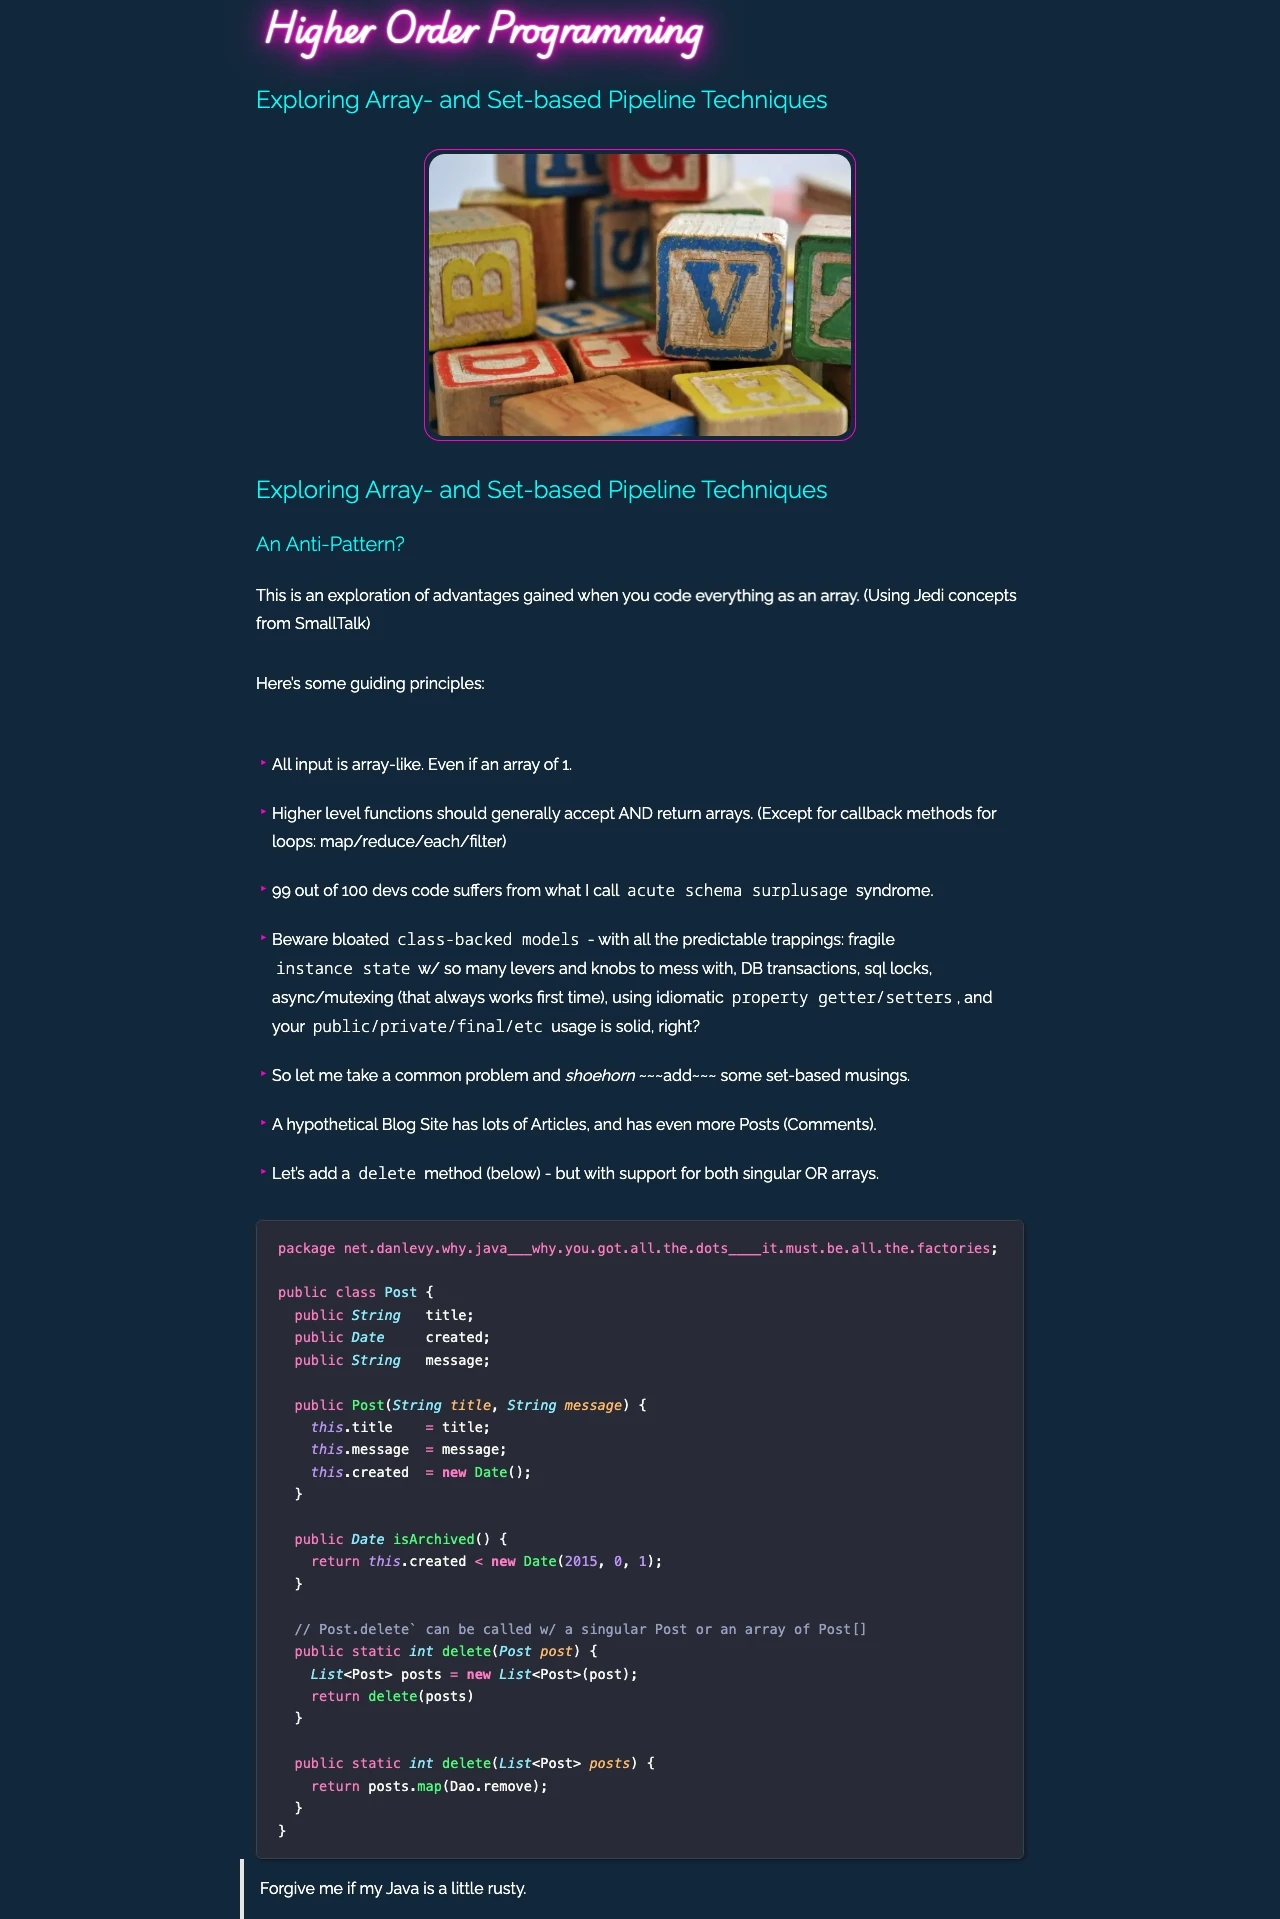 Higher Order Programming
Exploring Array- and Set-based Pipeline Techniques
B
S
V
Exploring Array- and Set-based Pipeline Techniques
An Anti-Pattern?
This is an exploration of advantages gained when you code everything as an array. (Using Jedi concepts
from SmallTalk)
Here's some guiding principles:
‣ All input is array-like. Even if an array of 1.
‣ Higher level functions should generally accept AND return arrays. (Except for callback methods for
loops: map/reduce/each/filter)
‣ 99 out of 100 devs code suffers from what I call acute schema surplusage syndrome.
‣ Beware bloated class-backed models - with all the predictable trappings: fragile
instance state w/ so many levers and knobs to mess with, DB transactions, sql locks,
async/mutexing (that always works first time), using idiomatic property getter/setters , and
your public/private/final/etc usage is solid, right?
‣ So let me take a common problem and shoehorn ~~~add~~~ some set-based musings.
‣ A hypothetical Blog Site has lots of Articles, and has even more Posts (Comments).
‣ Let's add a delete method (below) - but with support for both singular OR arrays.
package net.danlevy.why.java___why.you.got.all.the.dots____it.must.be.all.the.factories;
public class Post {
  public String   title;
  public Date     created;
  public String   message;
  public Post(String title, String message) {
    this.title    = title;
    this.message  = message;
    this.created  = new Date();
  }
  public Date isArchived() {
    return this.created < new Date(2015, 0, 1);
  }
  // Post.delete` can be called w/ a singular Post or an array of Post[]
  public static int delete(Post post) {
    List<Post> posts = new List<Post>(post);
    return delete(posts)
  }
  public static int delete(List<Post> posts) {
    return posts.map(Dao.remove);
  }
}
Forgive me if my Java is a little rusty.